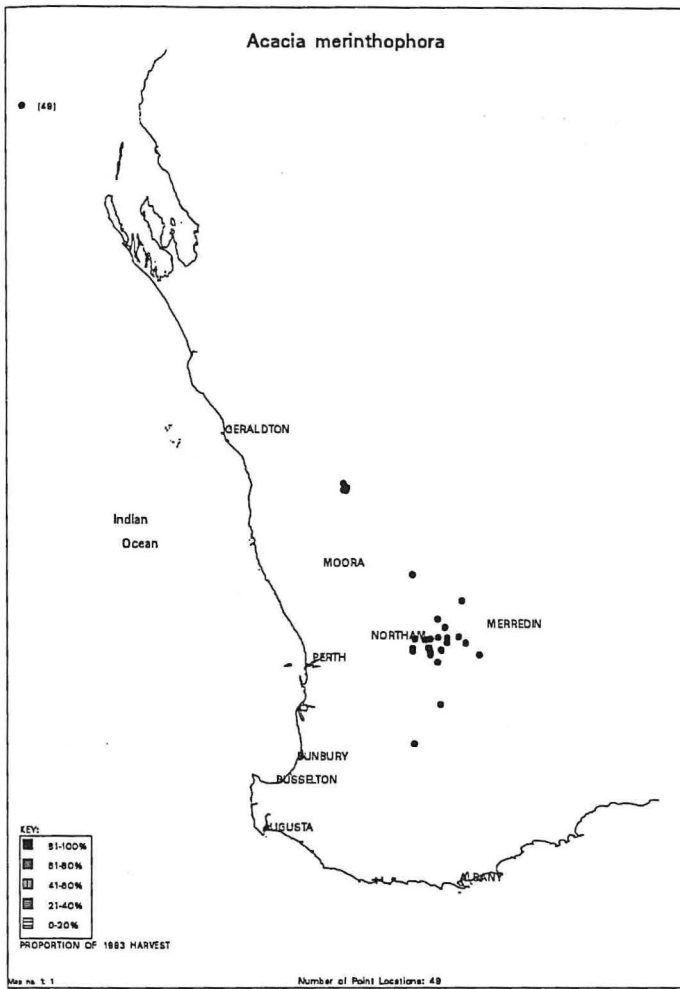 Acacia merinthophora
[49]
GERALDTON
Indian
Ocean
MOORA
NORTHAM
MERREDIN
PERTH
BUNBURY
BUSSELTON
AUGUSTA
ALBANY
KEY:
81-100%
61-80%
41-60%
21-40%
0-20%
PROPORTION OF 1993 HARVEST
Number of Point Locations: 49